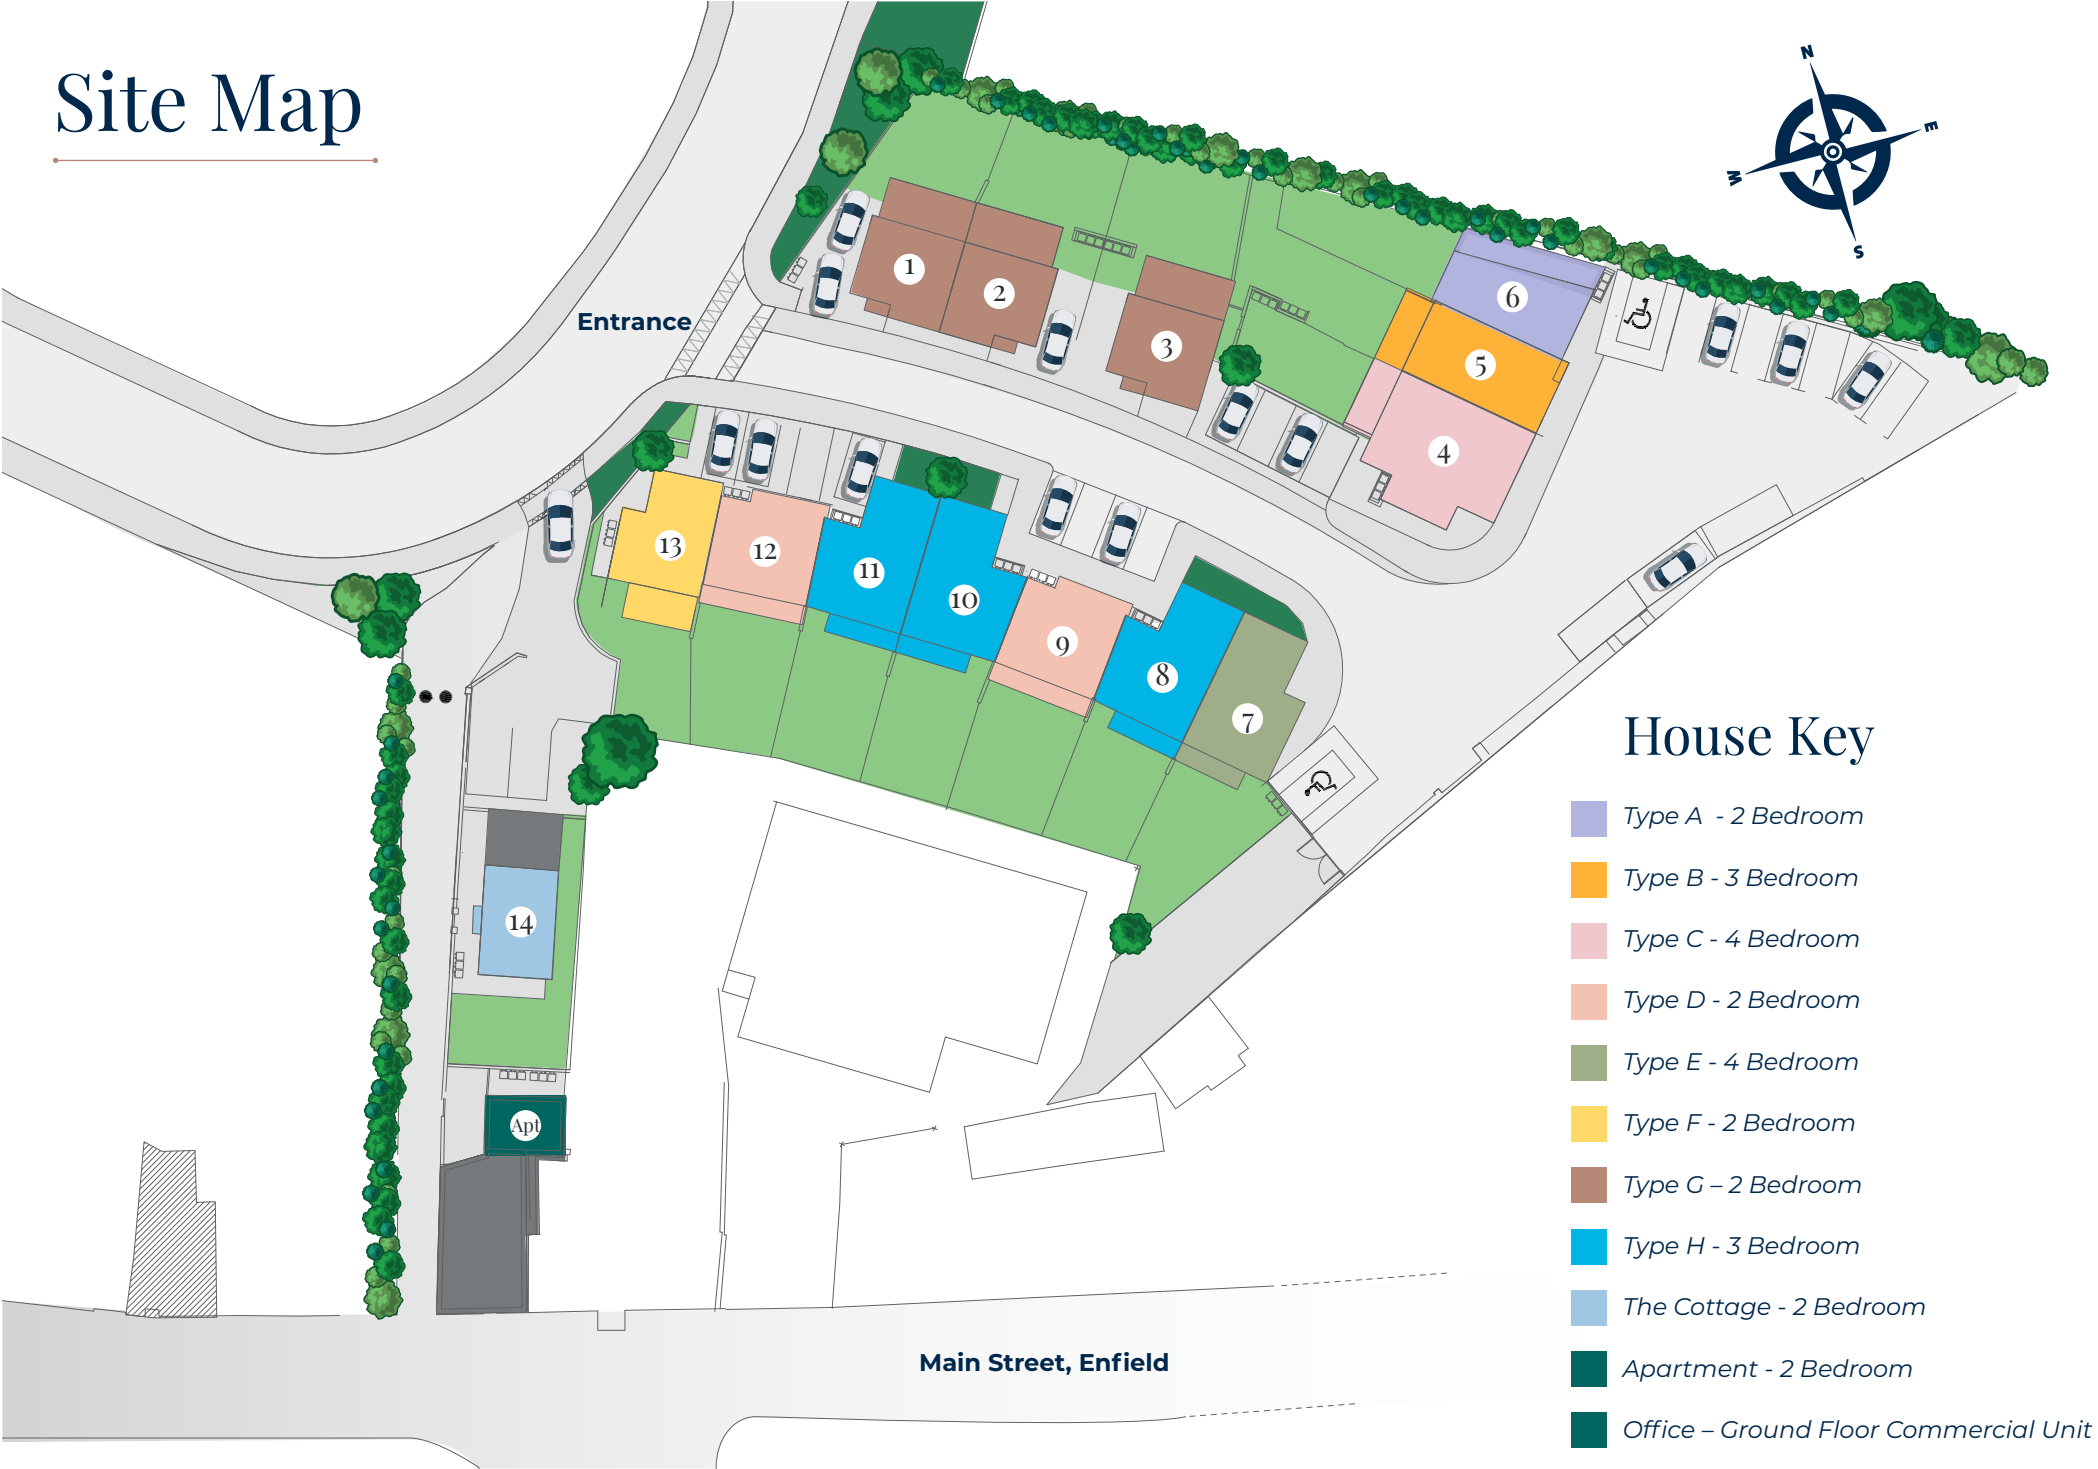 Site Map
N
E
W
S
Entrance
1
2
3
4
5
6
7
8
9
10
11
12
13
14
Apt
Main Street, Enfield
House Key
Type A - 2 Bedroom
Type B - 3 Bedroom
Type C - 4 Bedroom
Type D - 2 Bedroom
Type E - 4 Bedroom
Type F - 2 Bedroom
Type G – 2 Bedroom
Type H - 3 Bedroom
The Cottage - 2 Bedroom
Apartment - 2 Bedroom
Office – Ground Floor Commercial Unit